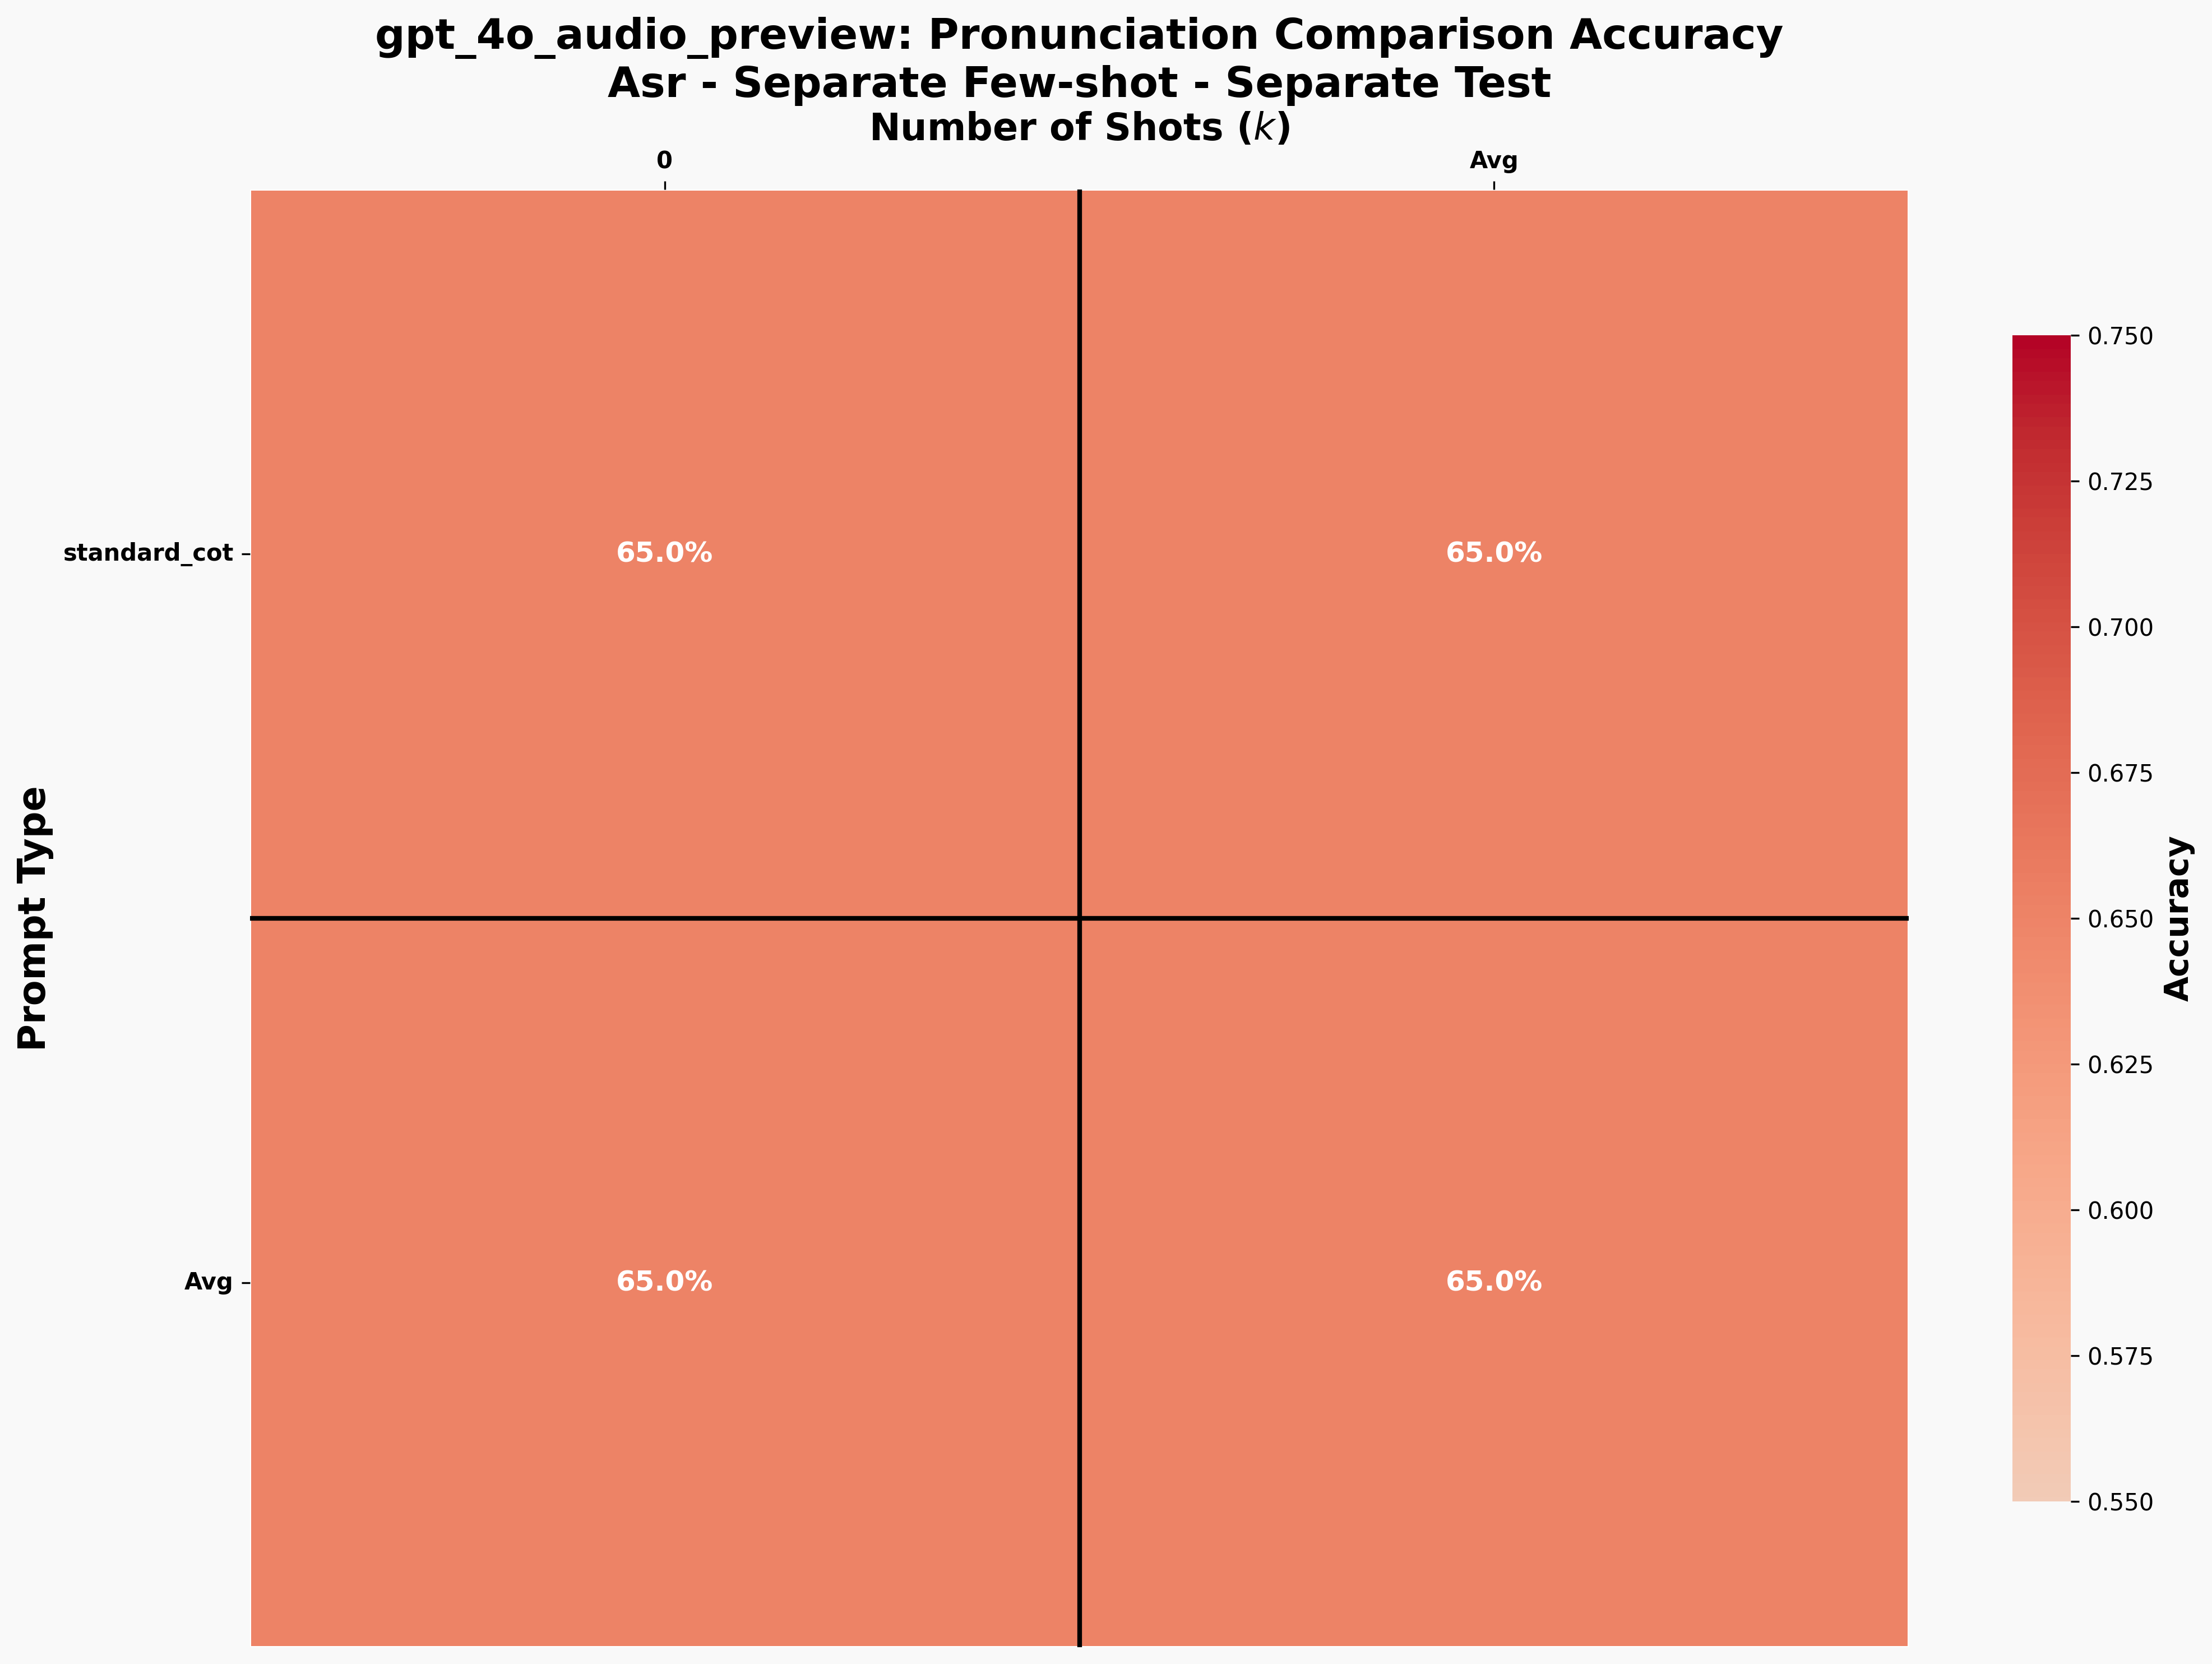 gpt_4o_audio_preview: Pronunciation Comparison Accuracy
Asr - Separate Few-shot - Separate Test
Number of Shots (k)
0
Avg
standard_cot
65.0%
65.0%
Avg
65.0%
65.0%
Prompt Type
0.750
0.725
0.700
0.675
0.650
0.625
0.600
0.575
0.550
Accuracy